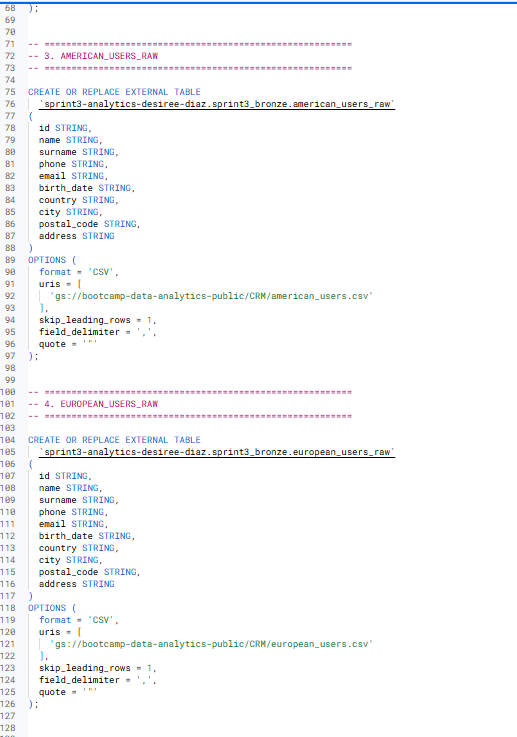 68 );
69
70
71 -- ========================================================
72 -- 3. AMERICAN_USERS_RAW
73 -- ========================================================
74
75 CREATE OR REPLACE EXTERNAL TABLE
76 `sprint3-analytics-desiree-diaz.sprint3_bronze.american_users_raw`
77 (
78 id STRING,
79 name STRING,
80 surname STRING,
81 phone STRING,
82 email STRING,
83 birth_date STRING,
84 country STRING,
85 city STRING,
86 postal_code STRING,
87 address STRING
88 )
89 OPTIONS (
90 format = 'CSV',
91 uris = [
92 'gs://bootcamp-data-analytics-public/CRM/american_users.csv'
93 ],
94 skip_leading_rows = 1,
95 field_delimiter = ',',
96 quote = '"'
97 );
98
99
100 -- ========================================================
101 -- 4. EUROPEAN_USERS_RAW
102 -- ========================================================
103
104 CREATE OR REPLACE EXTERNAL TABLE
105 `sprint3-analytics-desiree-diaz.sprint3_bronze.european_users_raw`
106 (
107 id STRING,
108 name STRING,
109 surname STRING,
110 phone STRING,
111 email STRING,
112 birth_date STRING,
113 country STRING,
114 city STRING,
115 postal_code STRING,
116 address STRING
117 )
118 OPTIONS (
119 format = 'CSV',
120 uris = [
121 'gs://bootcamp-data-analytics-public/CRM/european_users.csv'
122 ],
123 skip_leading_rows = 1,
124 field_delimiter = ',',
125 quote = '"'
126 );
127
128